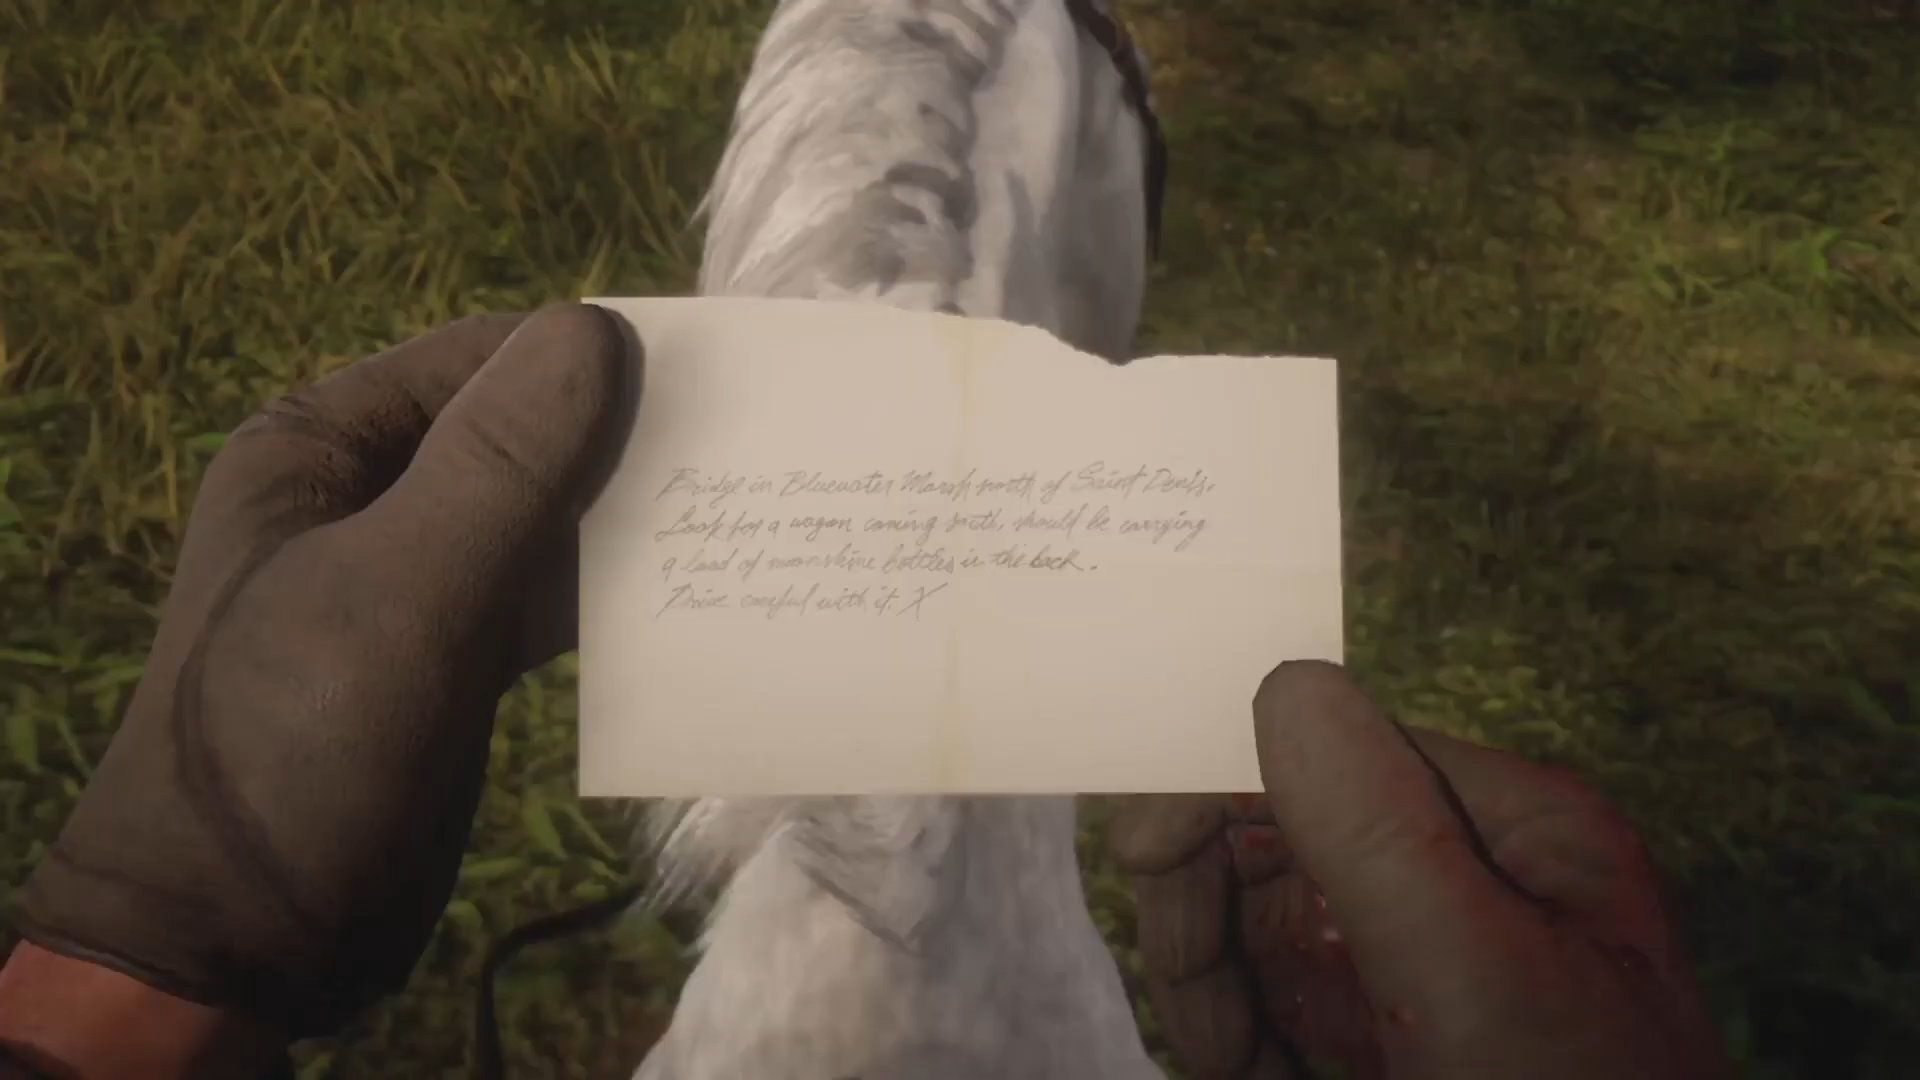 Bridge in Bluewater Marsh north of Saint Denis.
Look for a wagon coming south, should be carrying
a load of moonshine bottles in the back.
Drive careful with it. X